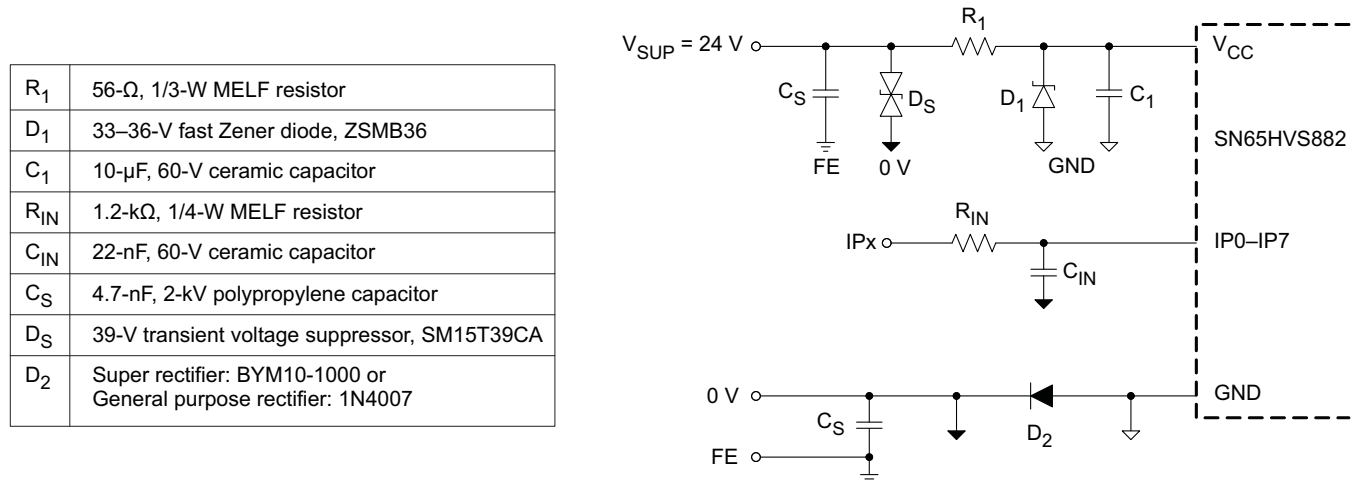 R1 56-Ω, 1/3-W MELF resistor
D1 33–36-V fast Zener diode, ZSMB36
C1 10-µF, 60-V ceramic capacitor
RIN 1.2-kΩ, 1/4-W MELF resistor
CIN 22-nF, 60-V ceramic capacitor
CS 4.7-nF, 2-kV polypropylene capacitor
DS 39-V transient voltage suppressor, SM15T39CA
D2 Super rectifier: BYM10-1000 or
General purpose rectifier: 1N4007
R1
VSUP = 24 V
VCC
CS
DS
D1
C1
SN65HVS882
FE
0 V
GND
RIN
IPx
IP0–IP7
CIN
0 V
GND
CS
D2
FE